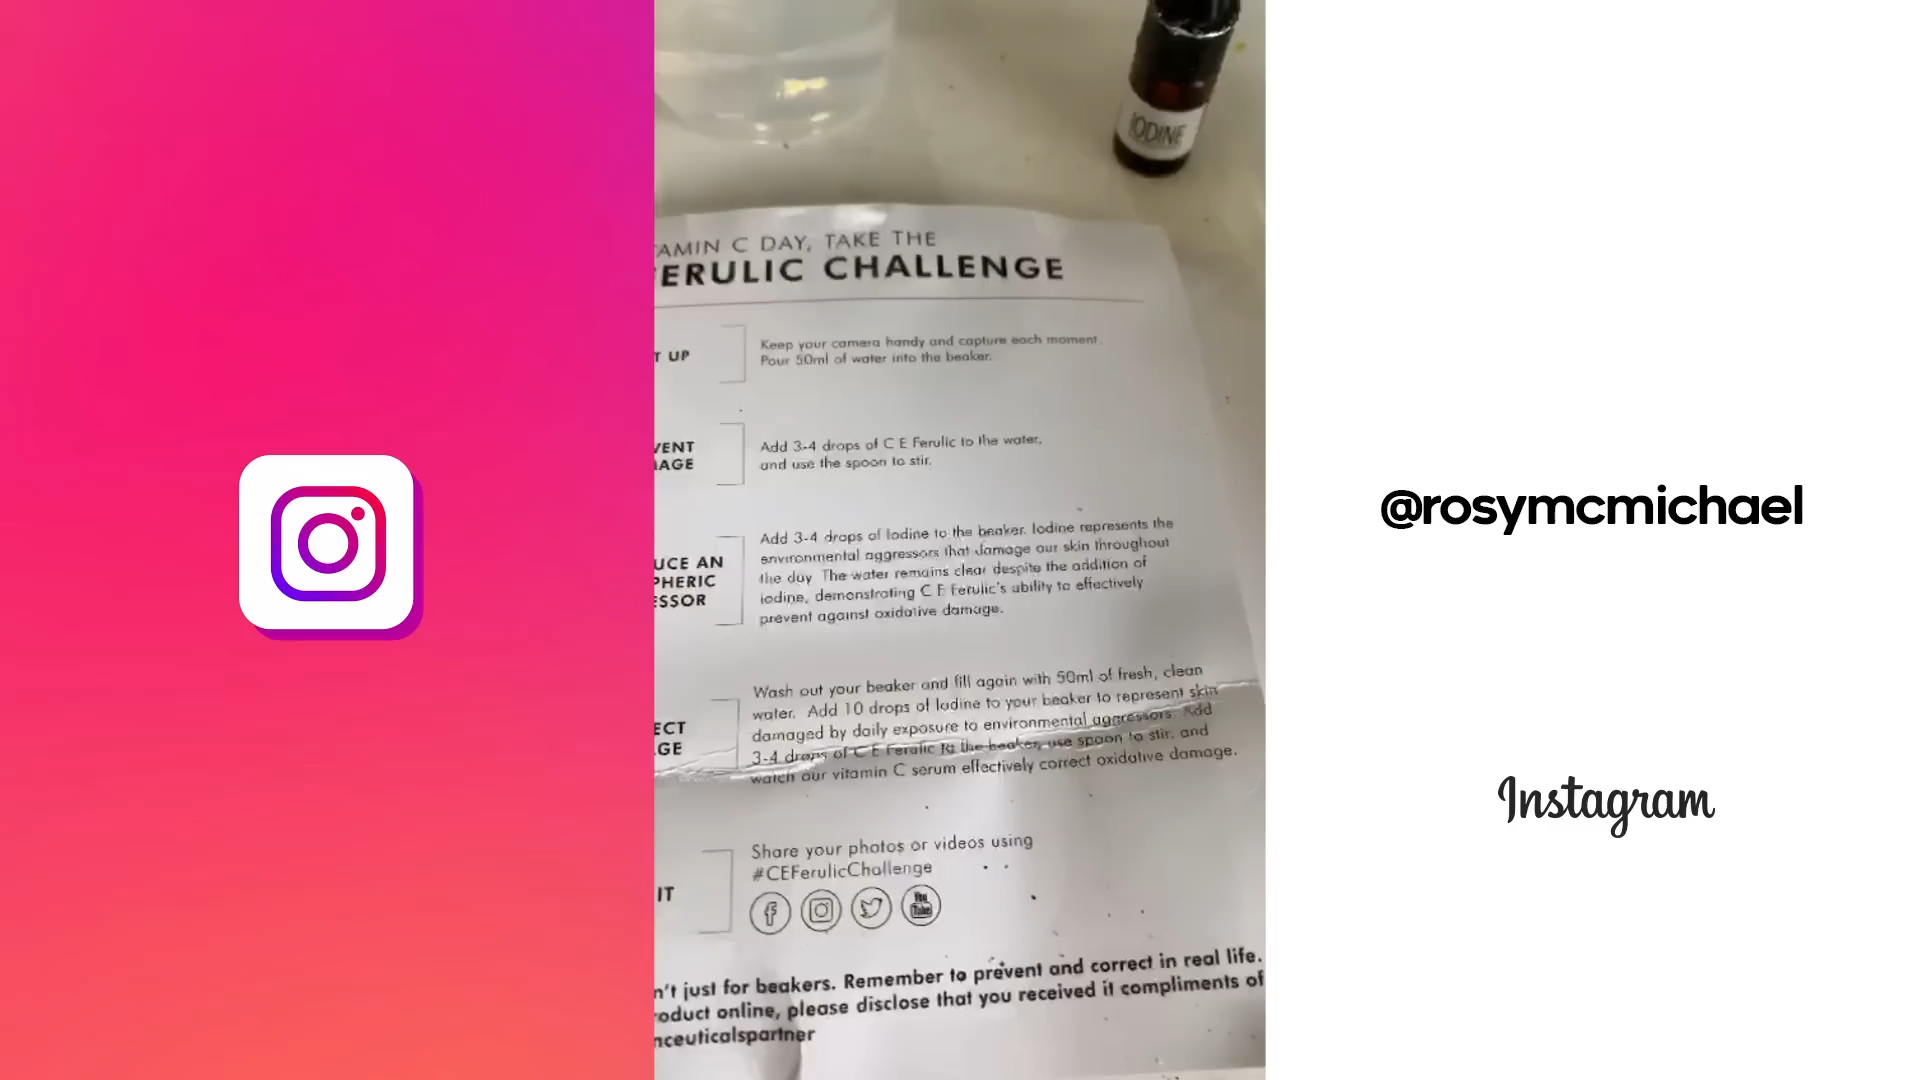 IODINE
TAMIN C DAY, TAKE THE
FERULIC CHALLENGE
T UP
Keep your camera handy and capture each moment.
Pour 50ml of water into the beaker.
VENT
MAGE
Add 3-4 drops of C E Ferulic to the water,
and use the spoon to stir.
UCE AN
PHERIC
ESSOR
Add 3-4 drops of Iodine to the beaker. Iodine represents the
environmental aggressors that damage our skin throughout
the day. The water remains clear despite the addition of
iodine, demonstrating C E Ferulic's ability to effectively
prevent against oxidative damage.
ECT
GE
Wash out your beaker and fill again with 50ml of fresh, clean
water. Add 10 drops of Iodine to your beaker to represent skin
damaged by daily exposure to environmental aggressors. Add
3-4 drops of C E Ferulic to the beaker, use spoon to stir, and
watch our vitamin C serum effectively correct oxidative damage.
IT
Share your photos or videos using
#CEFerulicChallenge
You
Tube
n't just for beakers. Remember to prevent and correct in real life.
oduct online, please disclose that you received it compliments of
nceuticalspartner
@rosymcmichael
Instagram